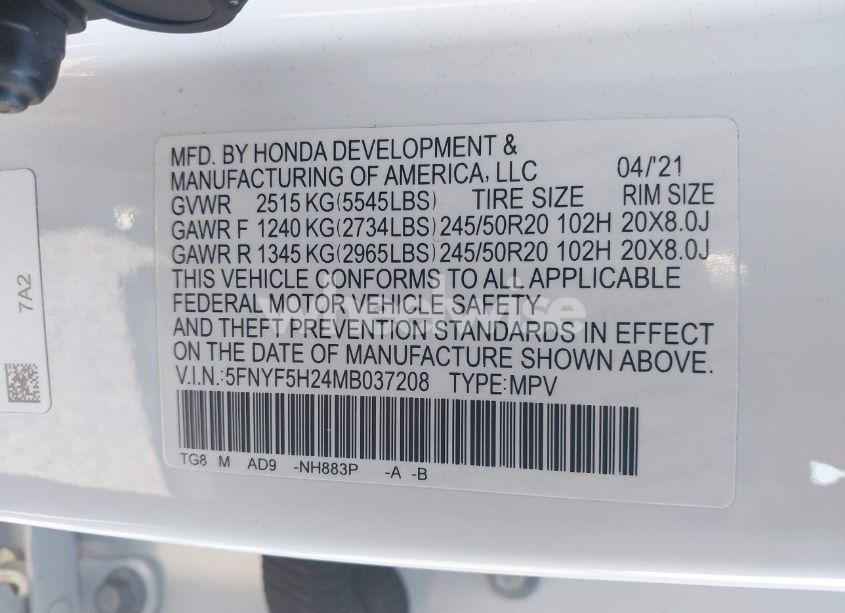 MFD. BY HONDA DEVELOPMENT &
MANUFACTURING OF AMERICA, LLC 04/'21
GVWR 2515 KG(5545LBS) TIRE SIZE RIM SIZE
GAWR F 1240 KG(2734LBS) 245/50R20 102H 20X8.0J
GAWR R 1345 KG(2965LBS) 245/50R20 102H 20X8.0J
THIS VEHICLE CONFORMS TO ALL APPLICABLE
FEDERAL MOTOR VEHICLE SAFETY
AND THEFT PREVENTION STANDARDS IN EFFECT
ON THE DATE OF MANUFACTURE SHOWN ABOVE.
V.I.N.:5FNYF5H24MB037208 TYPE:MPV
TG8 M AD9 -NH883P -A -B
7A2
wheelwise